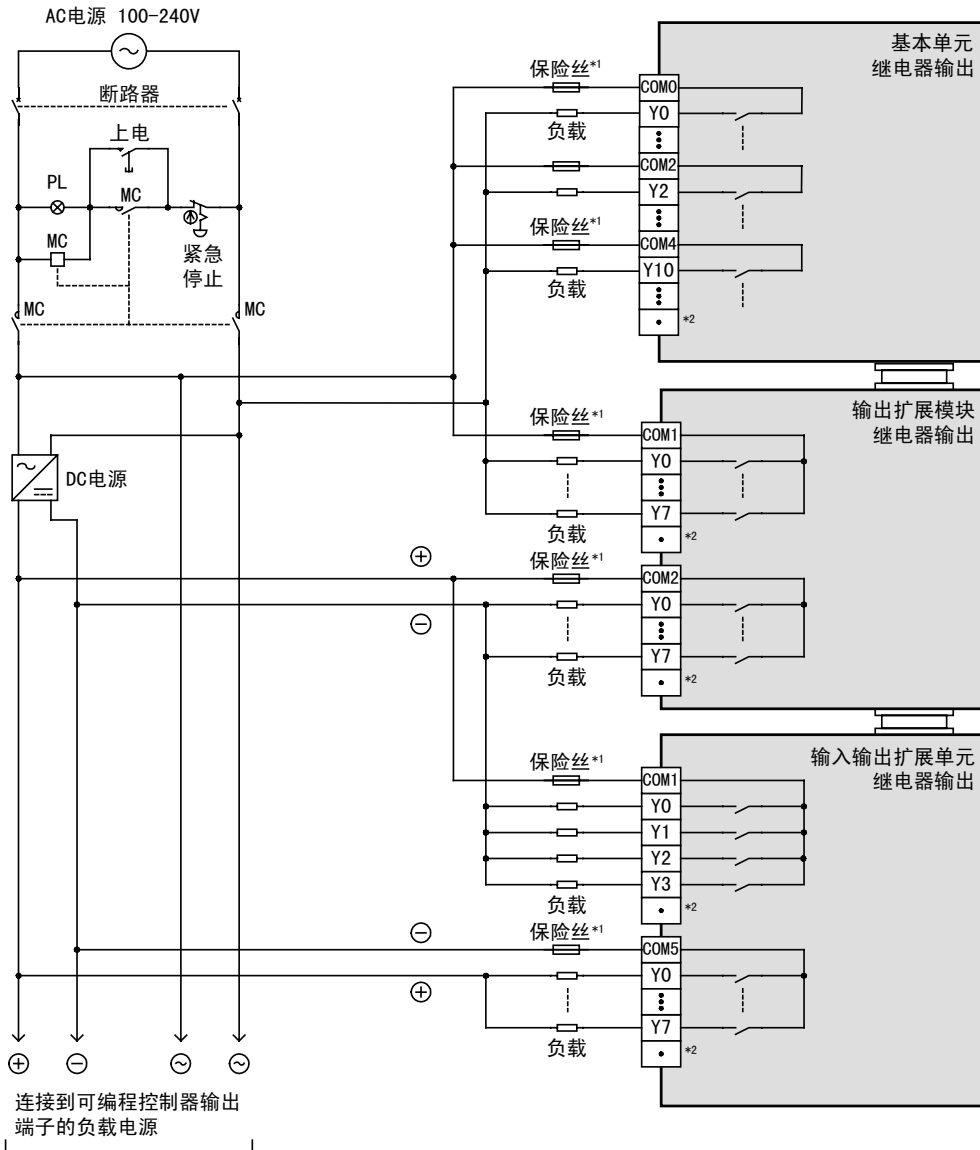 AC电源 100-240V
断路器
上电
PL
MC
MC
紧急
停止
MC
MC
DC电源
基本单元
继电器输出
保险丝*1
COM0
Y0
负载
COM2
Y2
保险丝*1
COM4
Y10
负载
*2
输出扩展模块
继电器输出
保险丝*1
COM1
Y0
Y7
负载
*2
保险丝*1
COM2
Y0
Y7
负载
*2
输入输出扩展单元
继电器输出
保险丝*1
COM1
Y0
Y1
Y2
Y3
负载
*2
保险丝*1
COM5
Y0
Y7
负载
*2
连接到可编程控制器输出
端子的负载电源